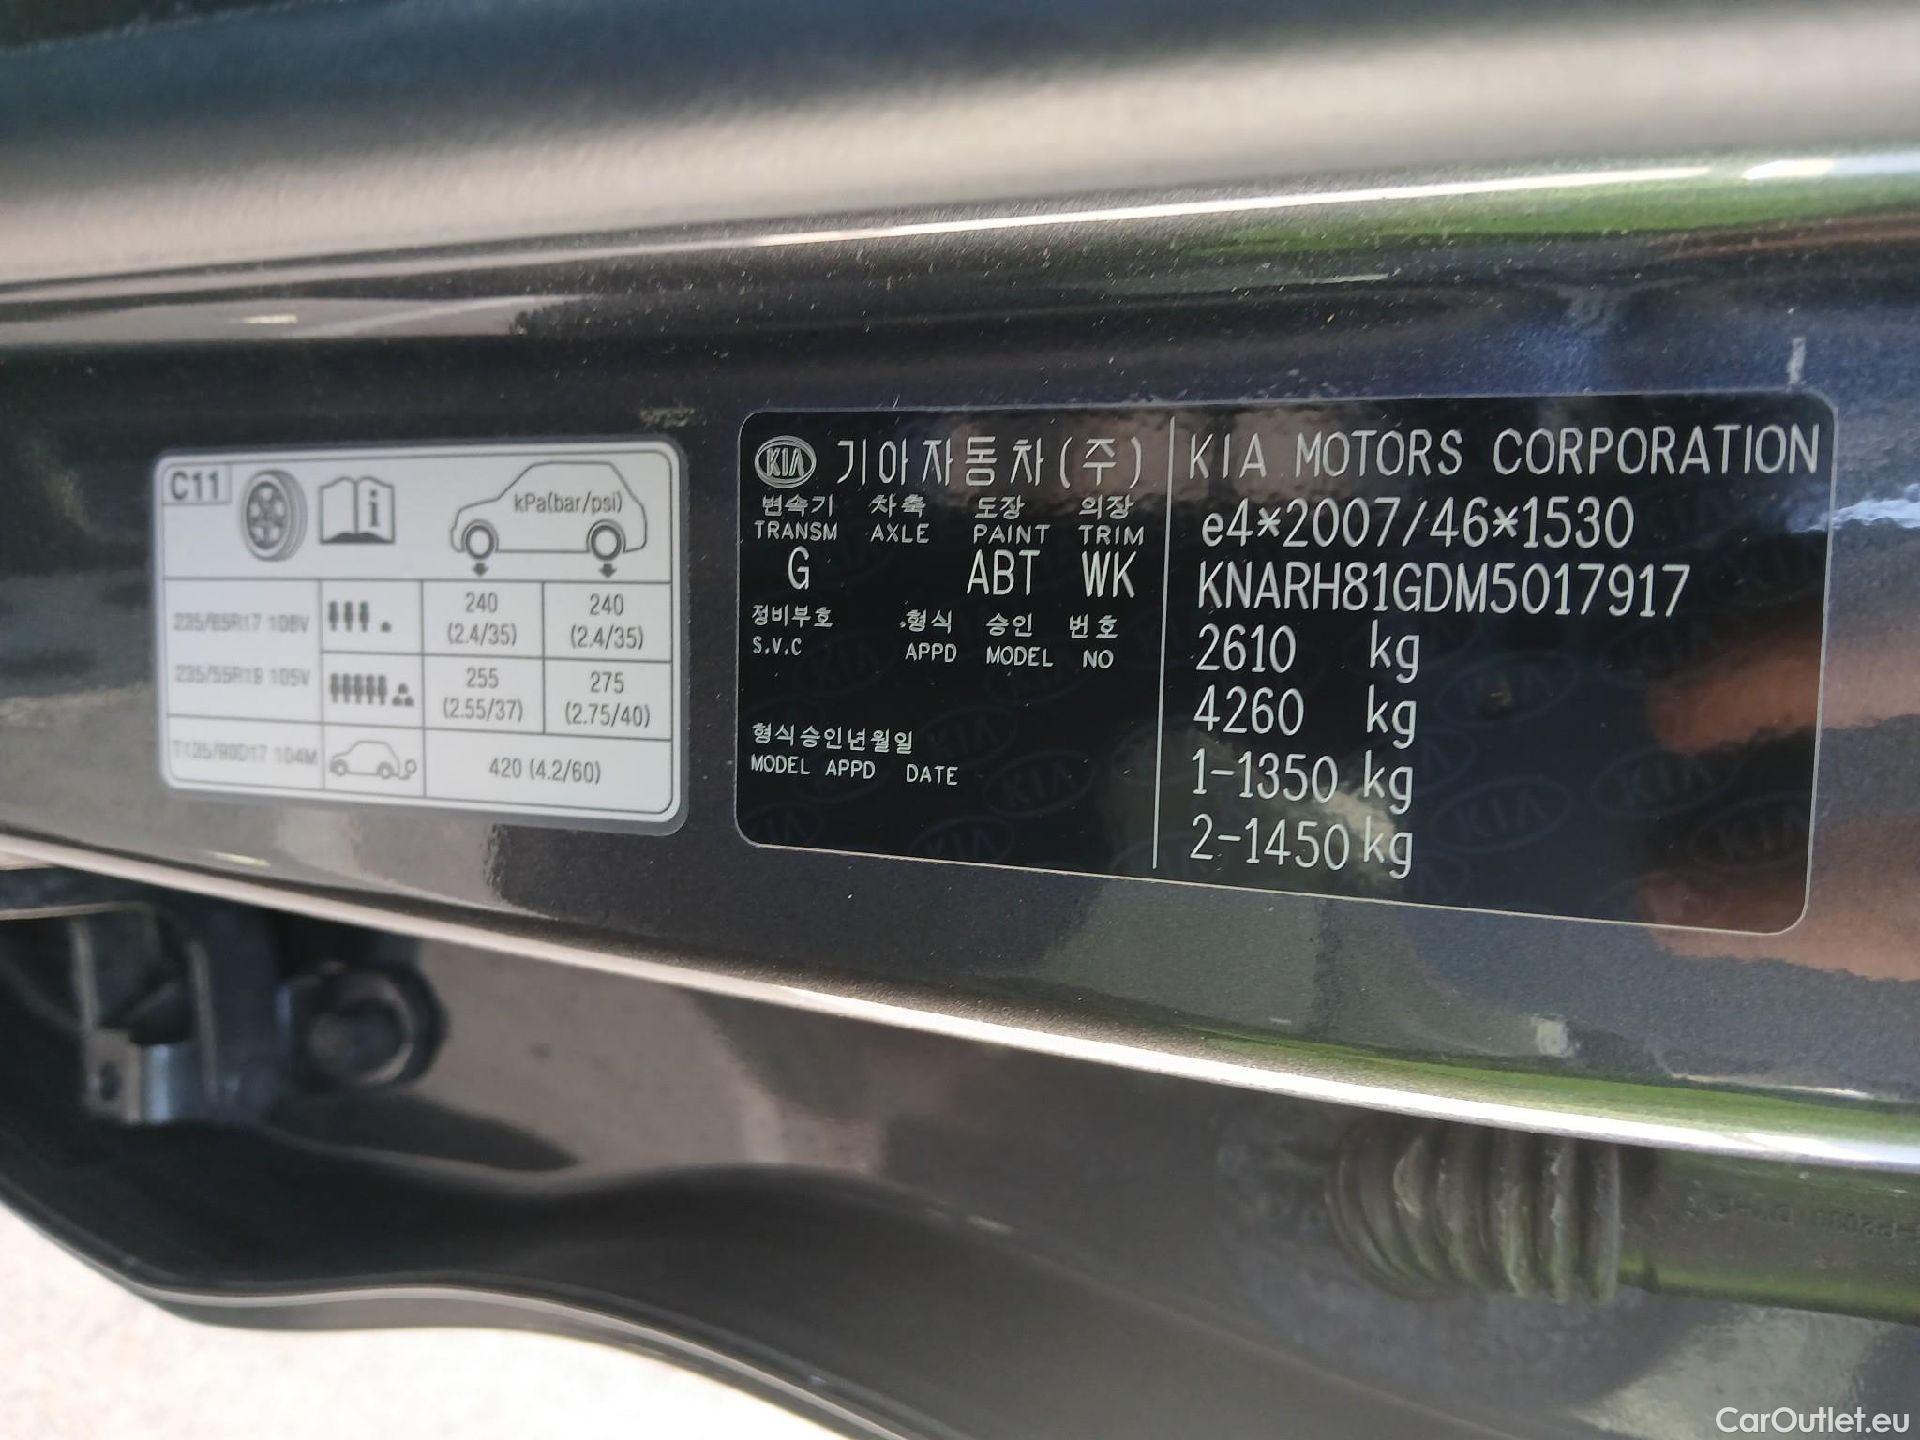 C11
kPa(bar/psi)
235/65R17 108V
240
(2.4/35)
240
(2.4/35)
235/55R19 105V
255
(2.55/37)
275
(2.75/40)
T135/90D17 104M
420 (4.2/60)
KIA 기아자동차(주)
변속기 차축 도장 의장
TRANSM AXLE PAINT TRIM
G ABT WK
정비부호 형식 승인 번호
S.V.C APPD MODEL NO
형식승인년월일
MODEL APPD DATE
KIA MOTORS CORPORATION
e4*2007/46*1530
KNARH81GDM5017917
2610 kg
4260 kg
1-1350 kg
2-1450 kg
CarOutlet.eu